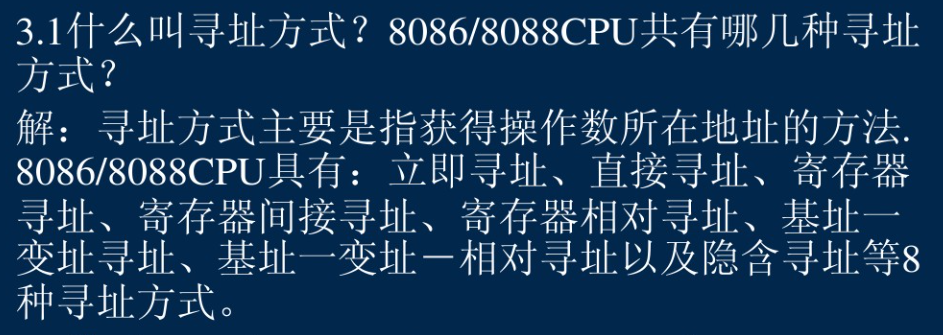 3.1什么叫寻址方式？8086/8088CPU共有哪几种寻址
方式？
解：寻址方式主要是指获得操作数所在地址的方法.
8086/8088CPU具有：立即寻址、直接寻址、寄存器
寻址、寄存器间接寻址、寄存器相对寻址、基址一
变址寻址、基址一变址－相对寻址以及隐含寻址等8
种寻址方式。